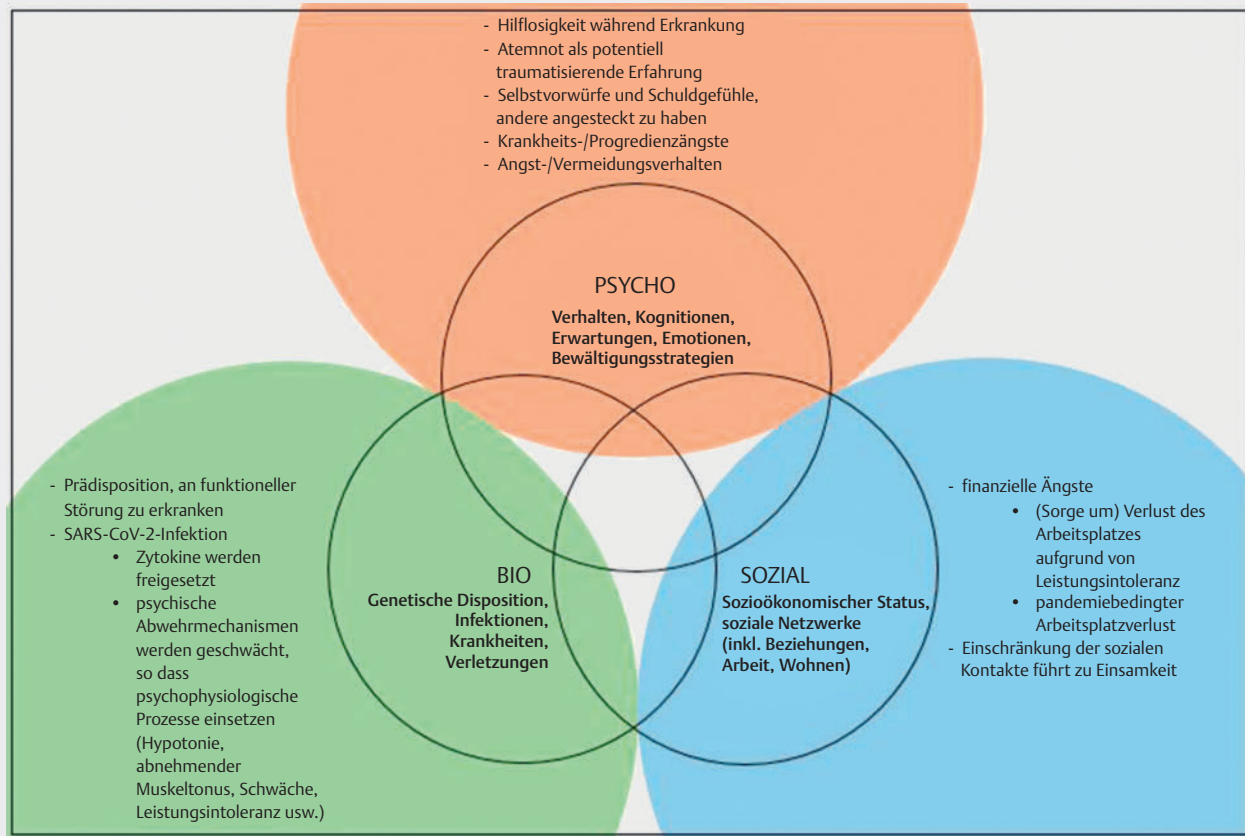 - Hilflosigkeit während Erkrankung
- Atemnot als potentiell
traumatisierende Erfahrung
- Selbstvorwürfe und Schuldgefühle,
andere angesteckt zu haben
- Krankheits-/Progredienzängste
- Angst-/Vermeidungsverhalten
PSYCHO
Verhalten, Kognitionen,
Erwartungen, Emotionen,
Bewältigungsstrategien
- Prädisposition, an funktioneller
Störung zu erkranken
- SARS-CoV-2-Infektion
• Zytokine werden
freigesetzt
• psychische
Abwehrmechanismen
werden geschwächt,
so dass
psychophysiologische
Prozesse einsetzen
(Hypotonie,
abnehmender
Muskeltonus, Schwäche,
Leistungsintoleranz usw.)
BIO
Genetische Disposition,
Infektionen,
Krankheiten,
Verletzungen
SOZIAL
Sozioökonomischer Status,
soziale Netzwerke
(inkl. Beziehungen,
Arbeit, Wohnen)
- finanzielle Ängste
• (Sorge um) Verlust des
Arbeitsplatzes
aufgrund von
Leistungsintoleranz
• pandemiebedingter
Arbeitsplatzverlust
- Einschränkung der sozialen
Kontakte führt zu Einsamkeit